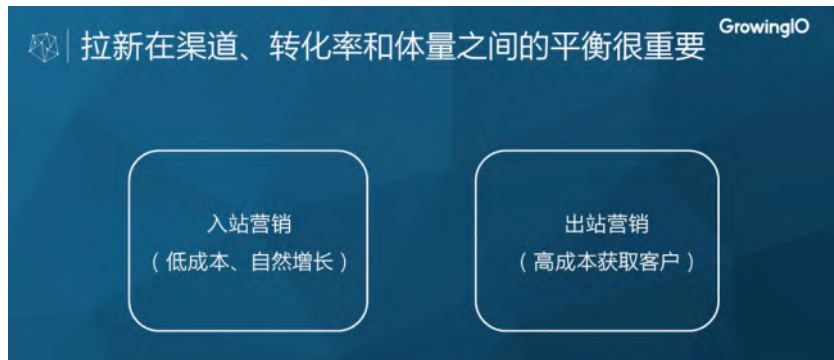 拉新在渠道、转化率和体量之间的平衡很重要
GrowingIO
入站营销
（低成本、自然增长）
出站营销
（高成本获取客户）